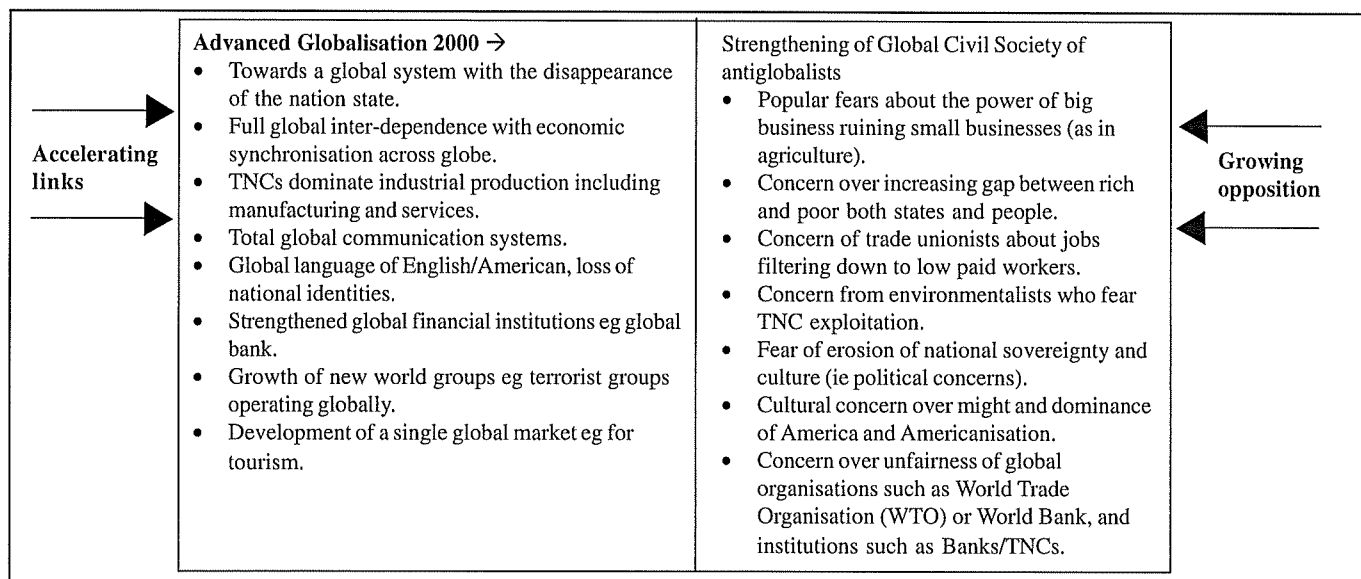 Accelerating
links
Advanced Globalisation 2000 →
• Towards a global system with the disappearance
of the nation state.
• Full global inter-dependence with economic
synchronisation across globe.
• TNCs dominate industrial production including
manufacturing and services.
• Total global communication systems.
• Global language of English/American, loss of
national identities.
• Strengthened global financial institutions eg global
bank.
• Growth of new world groups eg terrorist groups
operating globally.
• Development of a single global market eg for
tourism.
Strengthening of Global Civil Society of
antiglobalists
• Popular fears about the power of big
business ruining small businesses (as in
agriculture).
• Concern over increasing gap between rich
and poor both states and people.
• Concern of trade unionists about jobs
filtering down to low paid workers.
• Concern from environmentalists who fear
TNC exploitation.
• Fear of erosion of national sovereignty and
culture (ie political concerns).
• Cultural concern over might and dominance
of America and Americanisation.
• Concern over unfairness of global
organisations such as World Trade
Organisation (WTO) or World Bank, and
institutions such as Banks/TNCs.
Growing
opposition